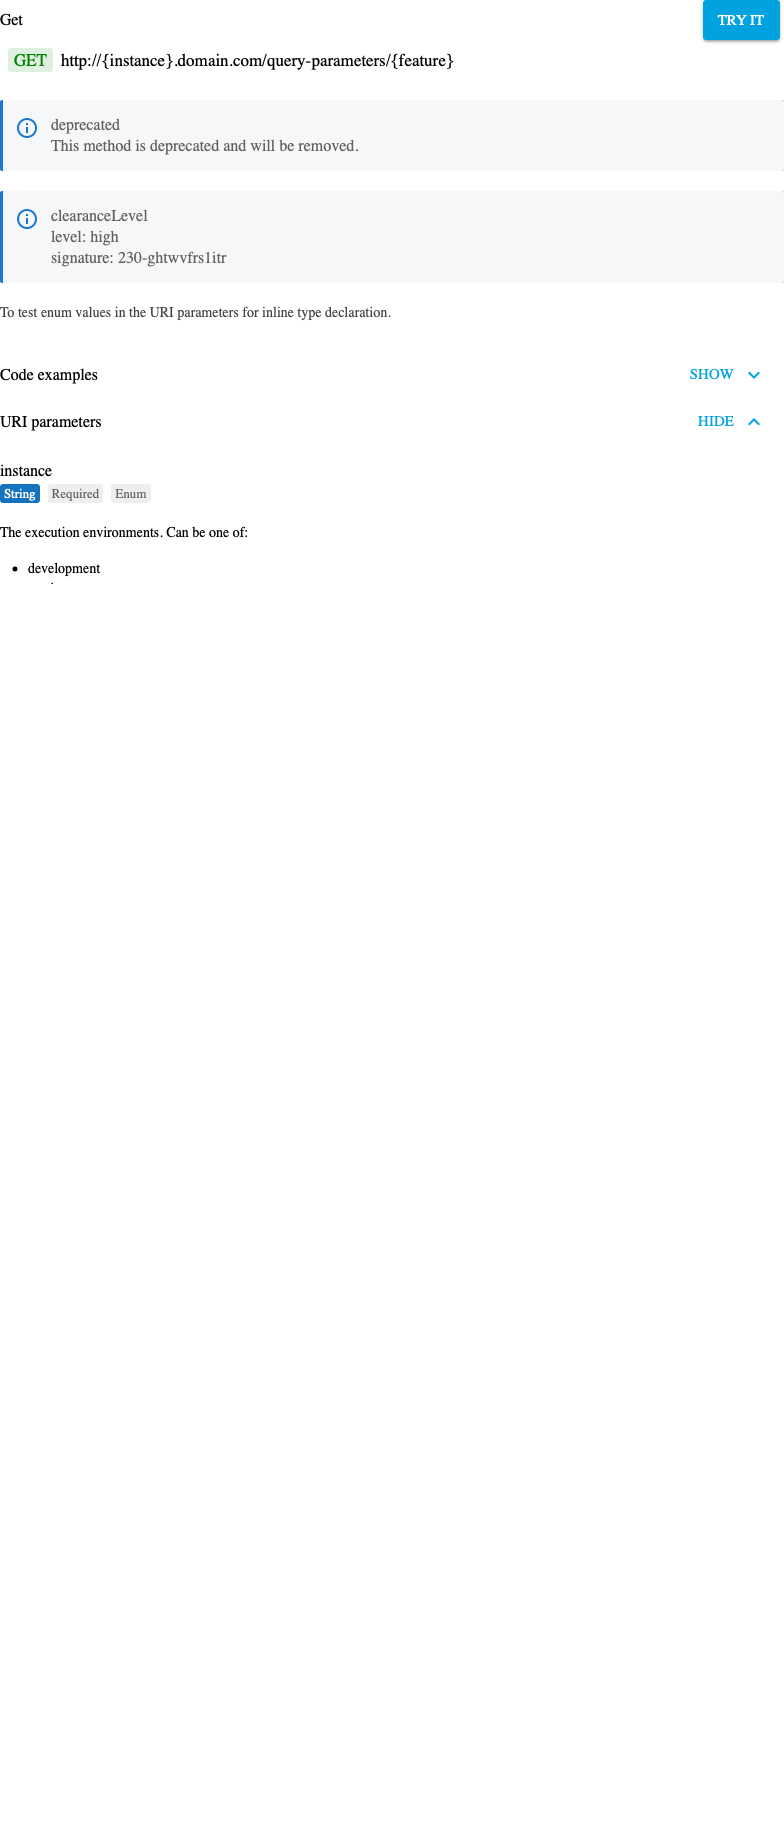 Get
TRY IT
GET http://{instance}.domain.com/query-parameters/{feature}
deprecated
This method is deprecated and will be removed.
clearanceLevel
level: high
signature: 230-ghtwvfrs1itr
To test enum values in the URI parameters for inline type declaration.
Code examples SHOW
URI parameters HIDE
instance
String Required Enum
The execution environments. Can be one of:
• development